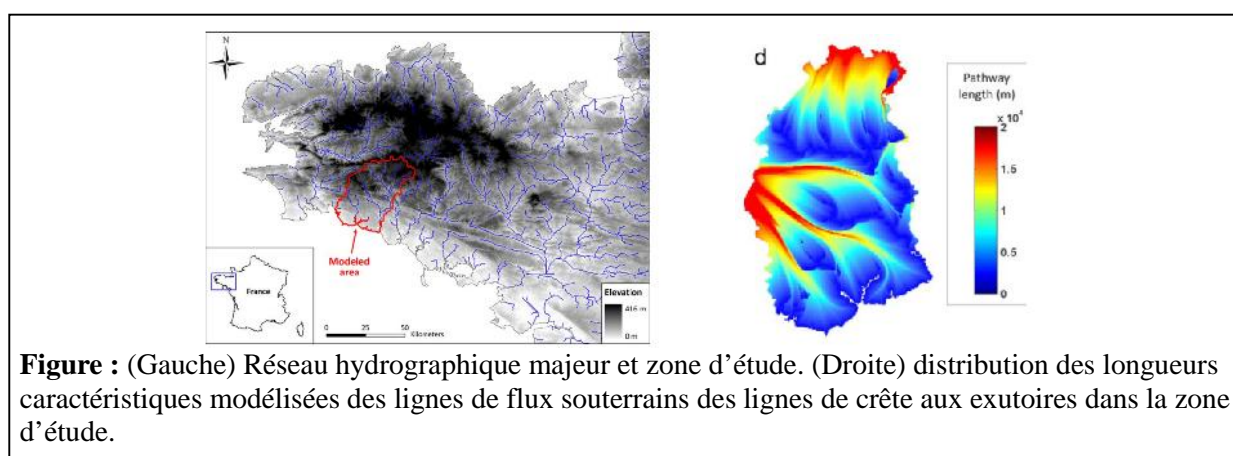 N
Modeled
area
France
0 25 50
Kilometers
Elevation
416 m
0 m
d
Pathway
length (m)
x 10⁴
2
1.5
1
0.5
0
Figure : (Gauche) Réseau hydrographique majeur et zone d’étude. (Droite) distribution des longueurs
caractéristiques modélisées des lignes de flux souterrains des lignes de crête aux exutoires dans la zone
d’étude.